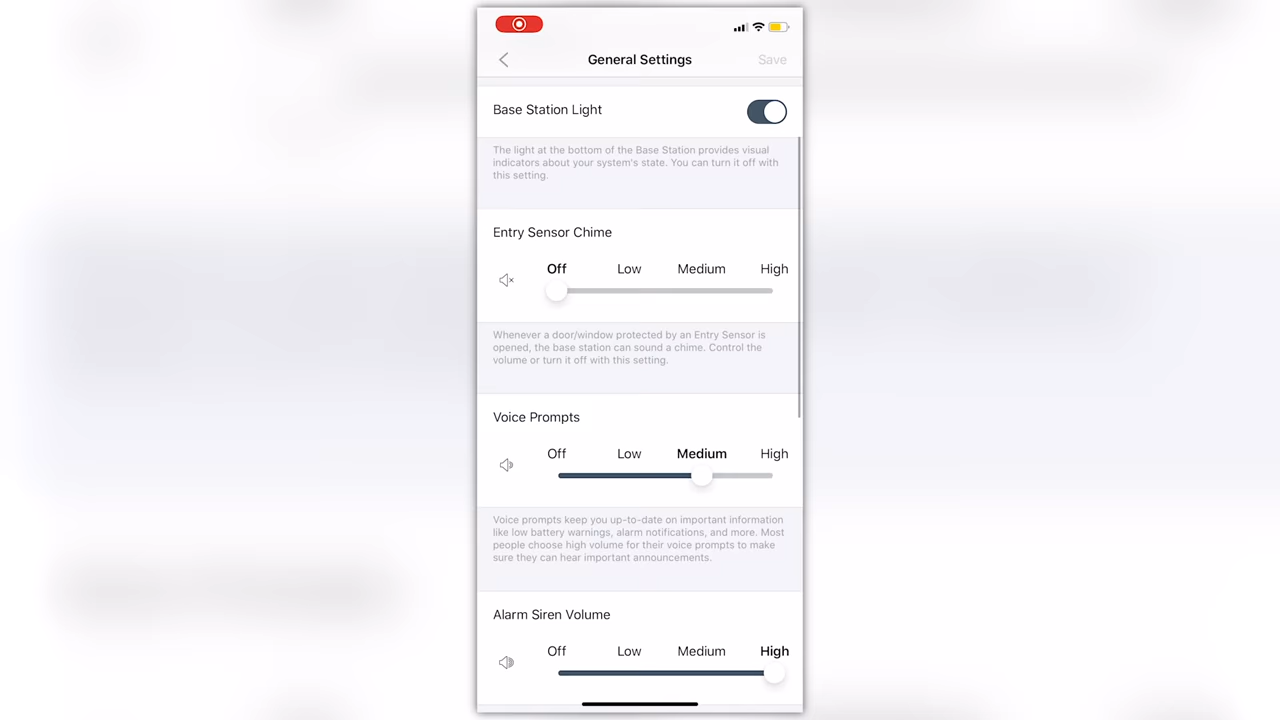 General Settings
Save
Base Station Light
The light at the bottom of the Base Station provides visual
indicators about your system's state. You can turn it off with
this setting.
Entry Sensor Chime
Off Low Medium High
Whenever a door/window protected by an Entry Sensor is
opened, the base station can sound a chime. Control the
volume or turn it off with this setting.
Voice Prompts
Off Low Medium High
Voice prompts keep you up-to-date on important information
like low battery warnings, alarm notifications, and more. Most
people choose high volume for their voice prompts to make
sure they can hear important announcements.
Alarm Siren Volume
Off Low Medium High